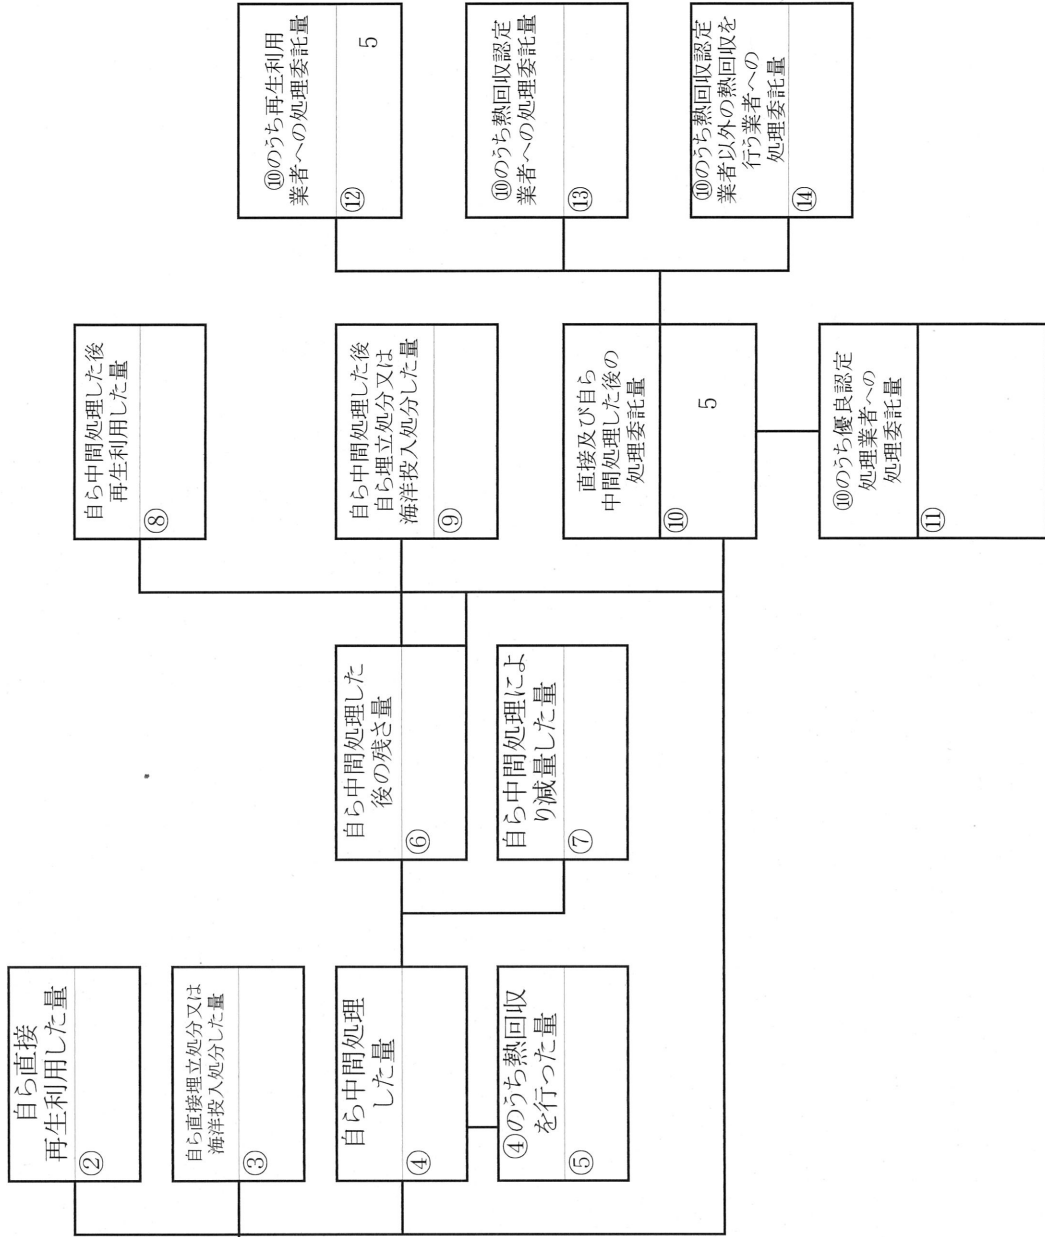 自ら直接
再生利用した量
②
自ら直接埋立処分又は
海洋投入処分した量
③
自ら中間処理
した量
④
④のうち熱回収
を行った量
⑤
自ら中間処理した
後の残さ量
⑥
自ら中間処理によ
り減量した量
⑦
自ら中間処理した後
再生利用した量
⑧
自ら中間処理した後
自ら埋立処分又は
海洋投入処分した量
⑨
直接及び自ら
中間処理した後の
処理委託量
⑩
5
⑩のうち優良認定
処理業者への
処理委託量
⑪
⑩のうち再生利用
業者への処理委託量
⑫
5
⑩のうち熱回収認定
業者への処理委託量
⑬
⑩のうち熱回収認定
業者以外の熱回収を
行う業者への
処理委託量
⑭